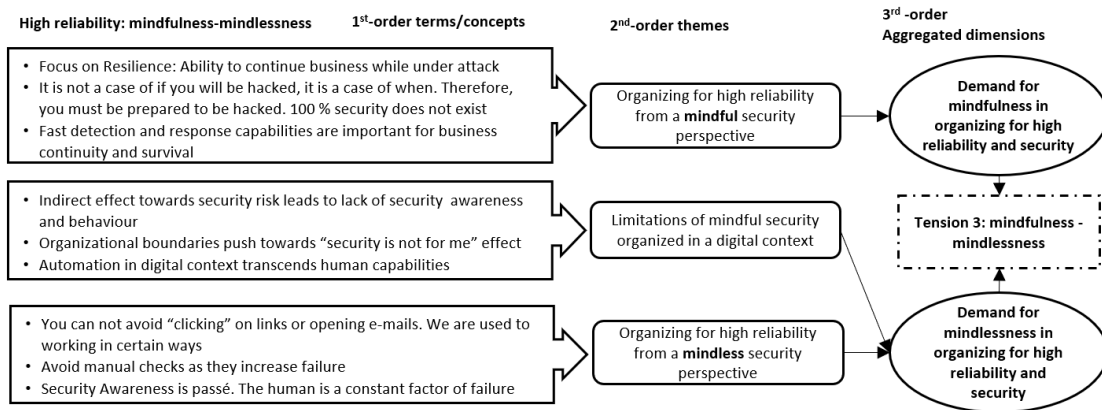 High reliability: mindfulness-mindlessness
1st-order terms/concepts
2nd-order themes
3rd -order
Aggregated dimensions
• Focus on Resilience: Ability to continue business while under attack
• It is not a case of if you will be hacked, it is a case of when. Therefore,
you must be prepared to be hacked. 100 % security does not exist
• Fast detection and response capabilities are important for business
continuity and survival
Organizing for high reliability
from a mindful security
perspective
Demand for
mindfulness in
organizing for high
reliability and security
• Indirect effect towards security risk leads to lack of security awareness
and behaviour
• Organizational boundaries push towards “security is not for me” effect
• Automation in digital context transcends human capabilities
Limitations of mindful security
organized in a digital context
Tension 3: mindfulness -
mindlessness
• You can not avoid “clicking” on links or opening e-mails. We are used to
working in certain ways
• Avoid manual checks as they increase failure
• Security Awareness is passé. The human is a constant factor of failure
Organizing for high reliability
from a mindless security
perspective
Demand for
mindlessness in
organizing for high
reliability and
security